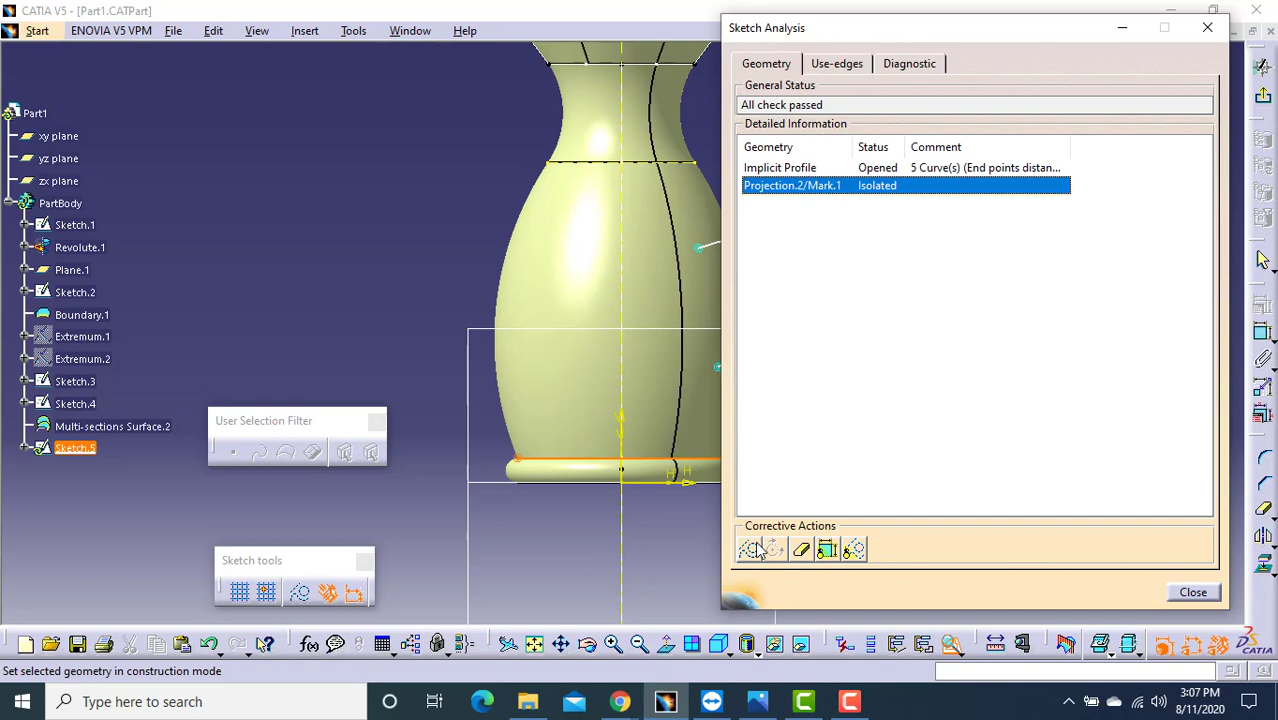 CATIA V5 - [Part1.CATPart]
Start
ENOVIA V5 VPM
File
Edit
View
Insert
Tools
Window
Help
Sketch Analysis
Geometry
Use-edges
Diagnostic
General Status
All check passed
Detailed Information
Geometry
Status
Comment
Implicit Profile
Opened
5 Curve(s) (End points distan...
Projection.2/Mark.1
Isolated
Part1
xy plane
yz plane
zx plane
PartBody
Sketch.1
Revolute.1
Plane.1
Sketch.2
Boundary.1
Extremum.1
Extremum.2
Sketch.3
Sketch.4
Multi-sections Surface.2
Sketch.5
User Selection Filter
Sketch tools
V
V
H
H
Corrective Actions
Close
CATIA
Set selected geometry in construction mode
Type here to search
3:07 PM
8/11/2020